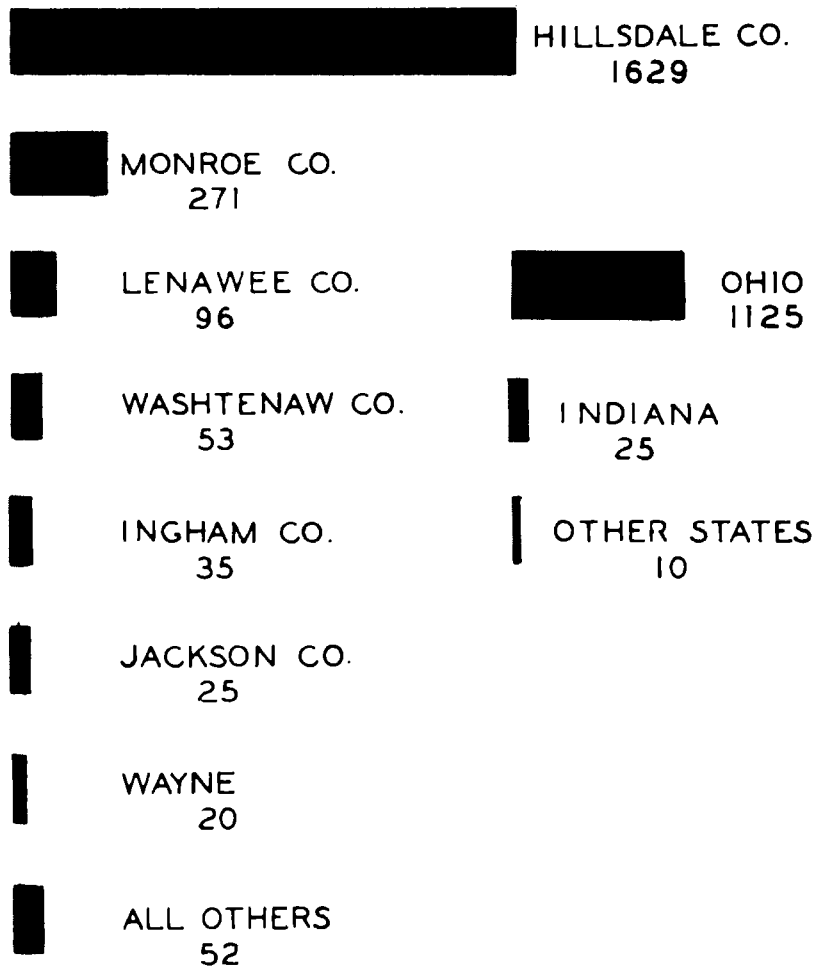 HILLSDALE CO.
1629
MONROE CO.
271
LENAWEE CO.
96
WASHTENAW CO.
53
INGHAM CO.
35
JACKSON CO.
25
WAYNE
20
ALL OTHERS
52
OHIO
1125
INDIANA
25
OTHER STATES
10